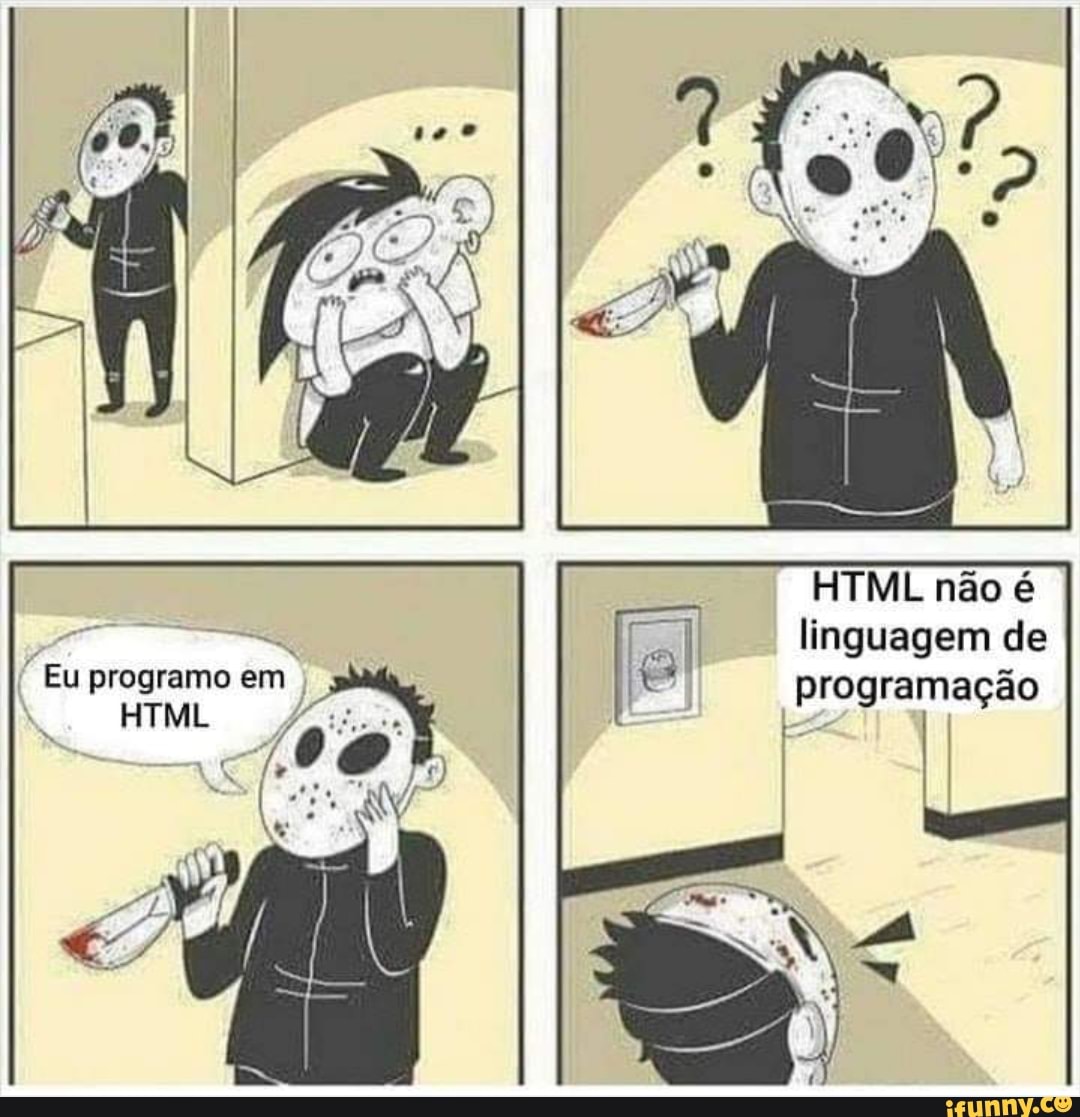 ...
? ? ?
Eu programo em
HTML
HTML não é
linguagem de
programação
ifunny.co